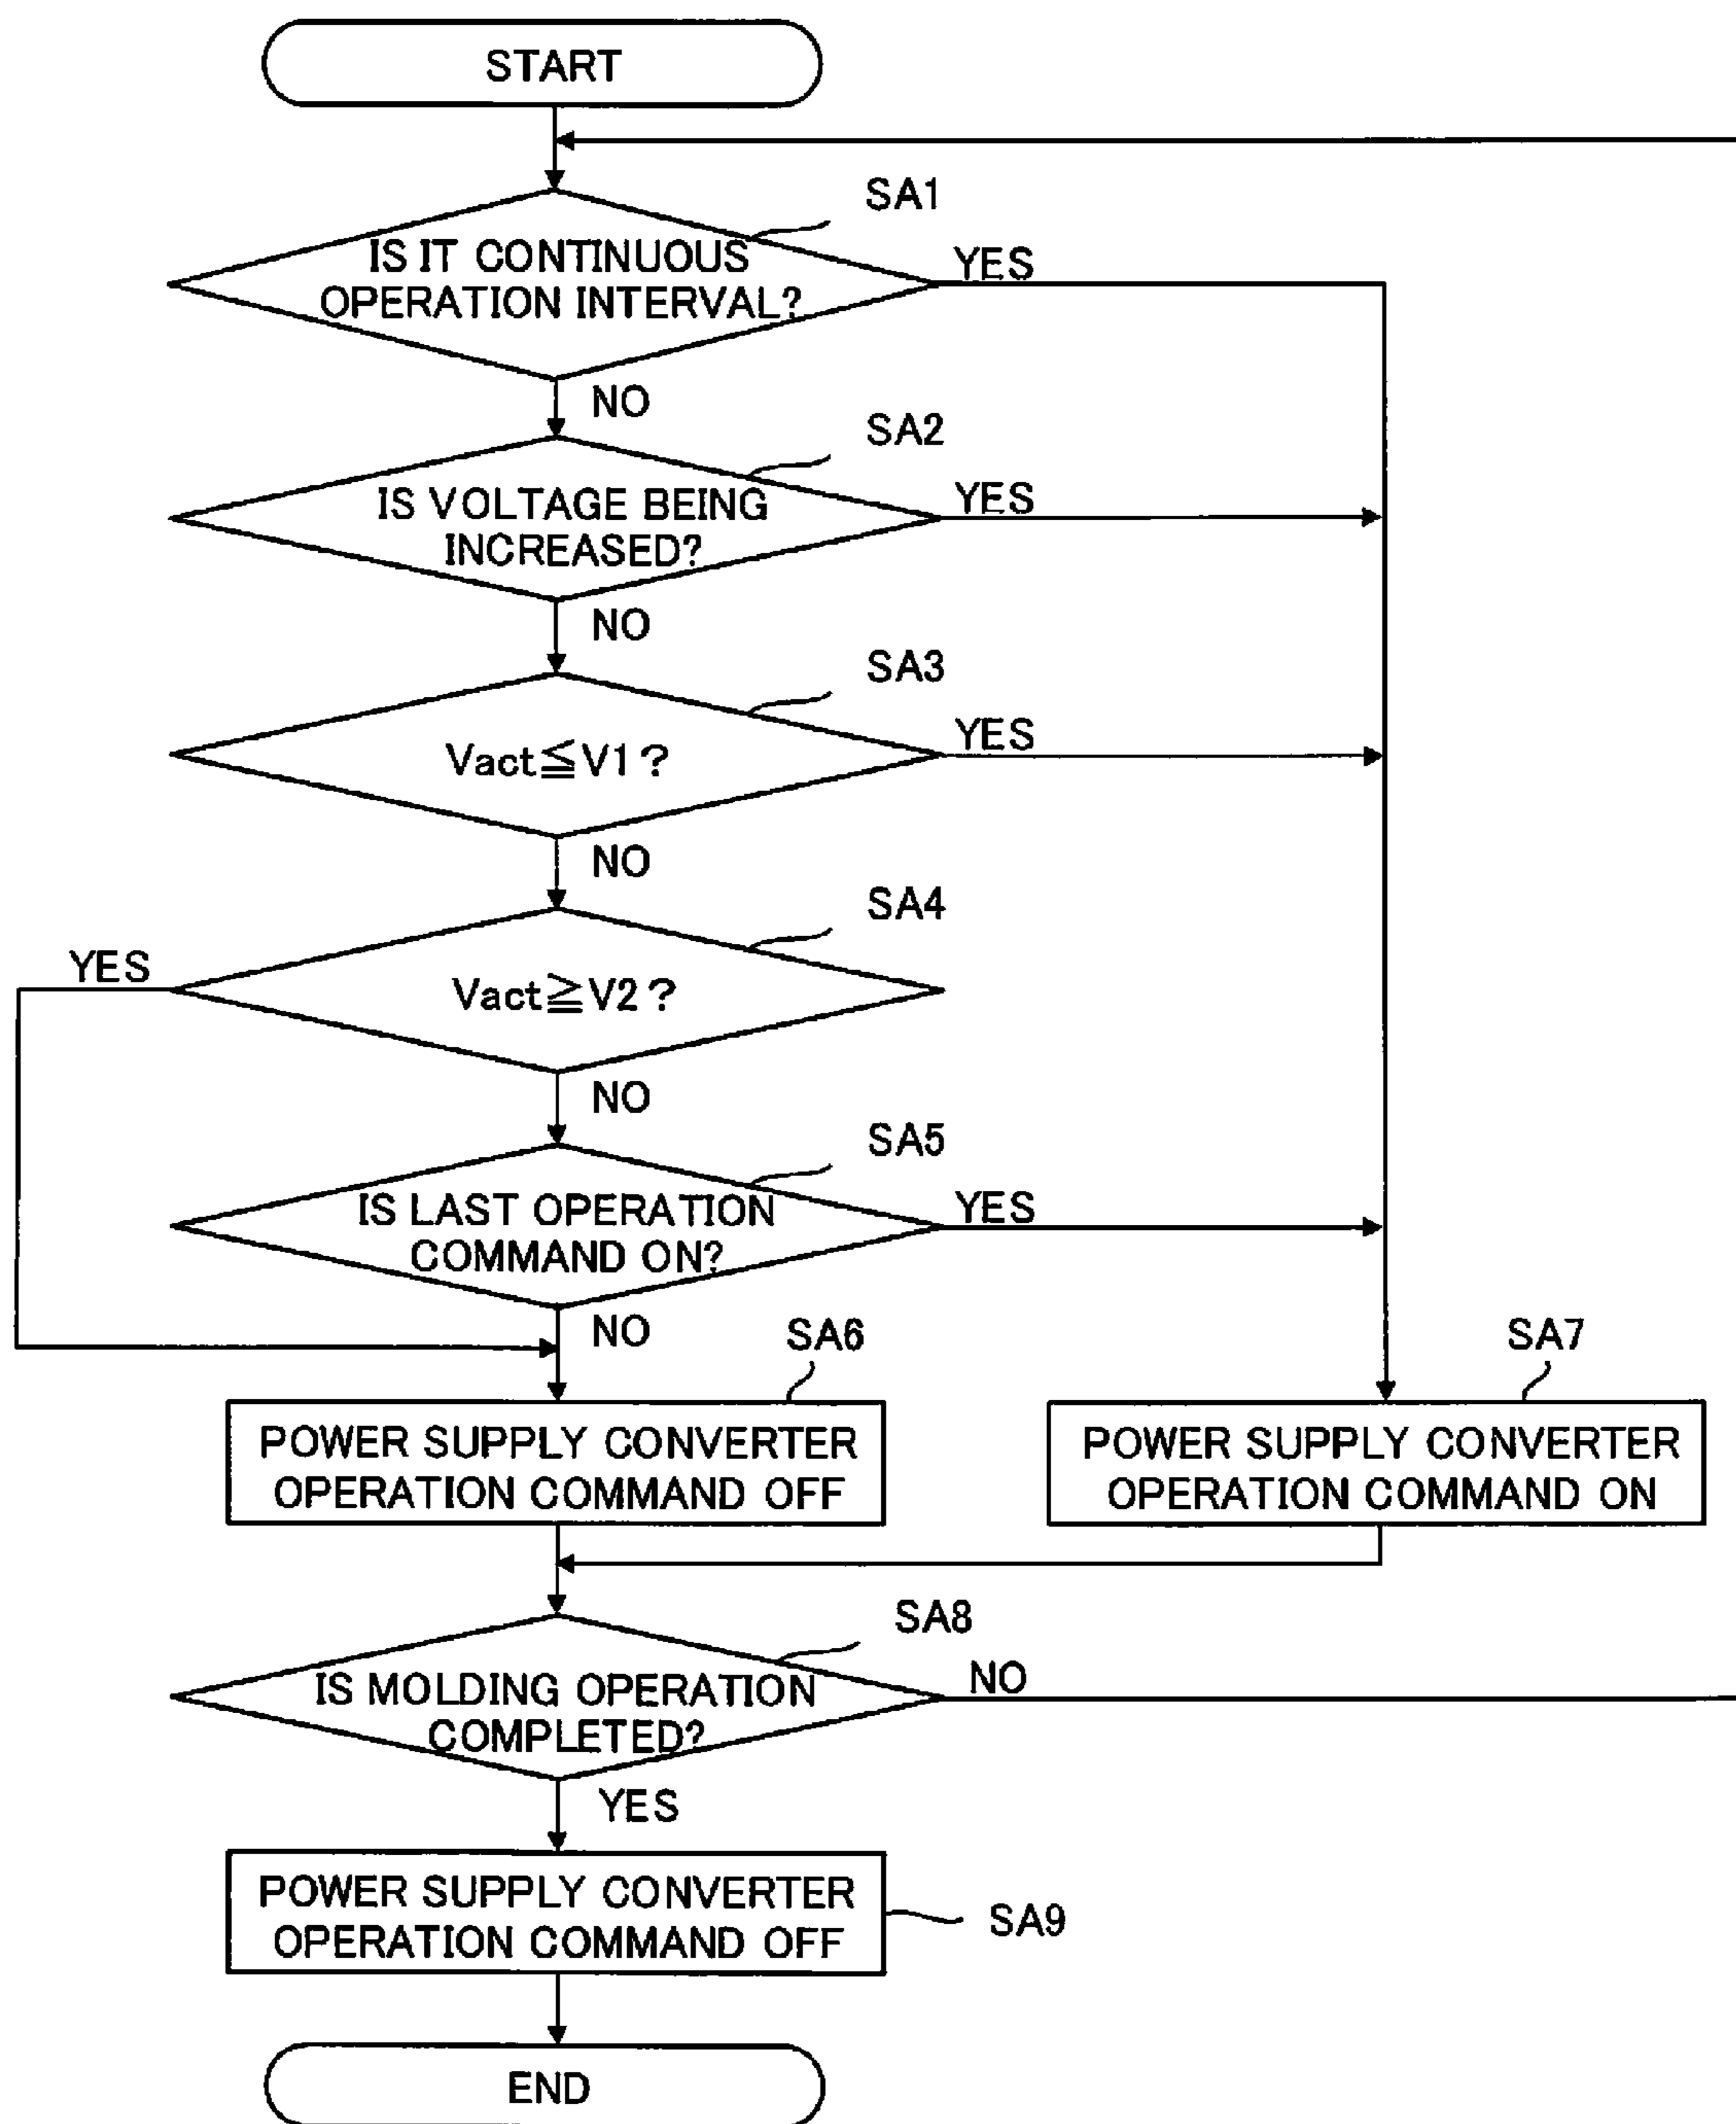 START
SA1
IS IT CONTINUOUS
OPERATION INTERVAL?
YES
NO
SA2
IS VOLTAGE BEING
INCREASED?
YES
NO
SA3
Vact≦V1?
YES
NO
SA4
YES
Vact≧V2?
NO
SA5
IS LAST OPERATION
COMMAND ON?
YES
NO
SA6
SA7
POWER SUPPLY CONVERTER
OPERATION COMMAND OFF
POWER SUPPLY CONVERTER
OPERATION COMMAND ON
SA8
IS MOLDING OPERATION
COMPLETED?
NO
YES
POWER SUPPLY CONVERTER
OPERATION COMMAND OFF
SA9
END